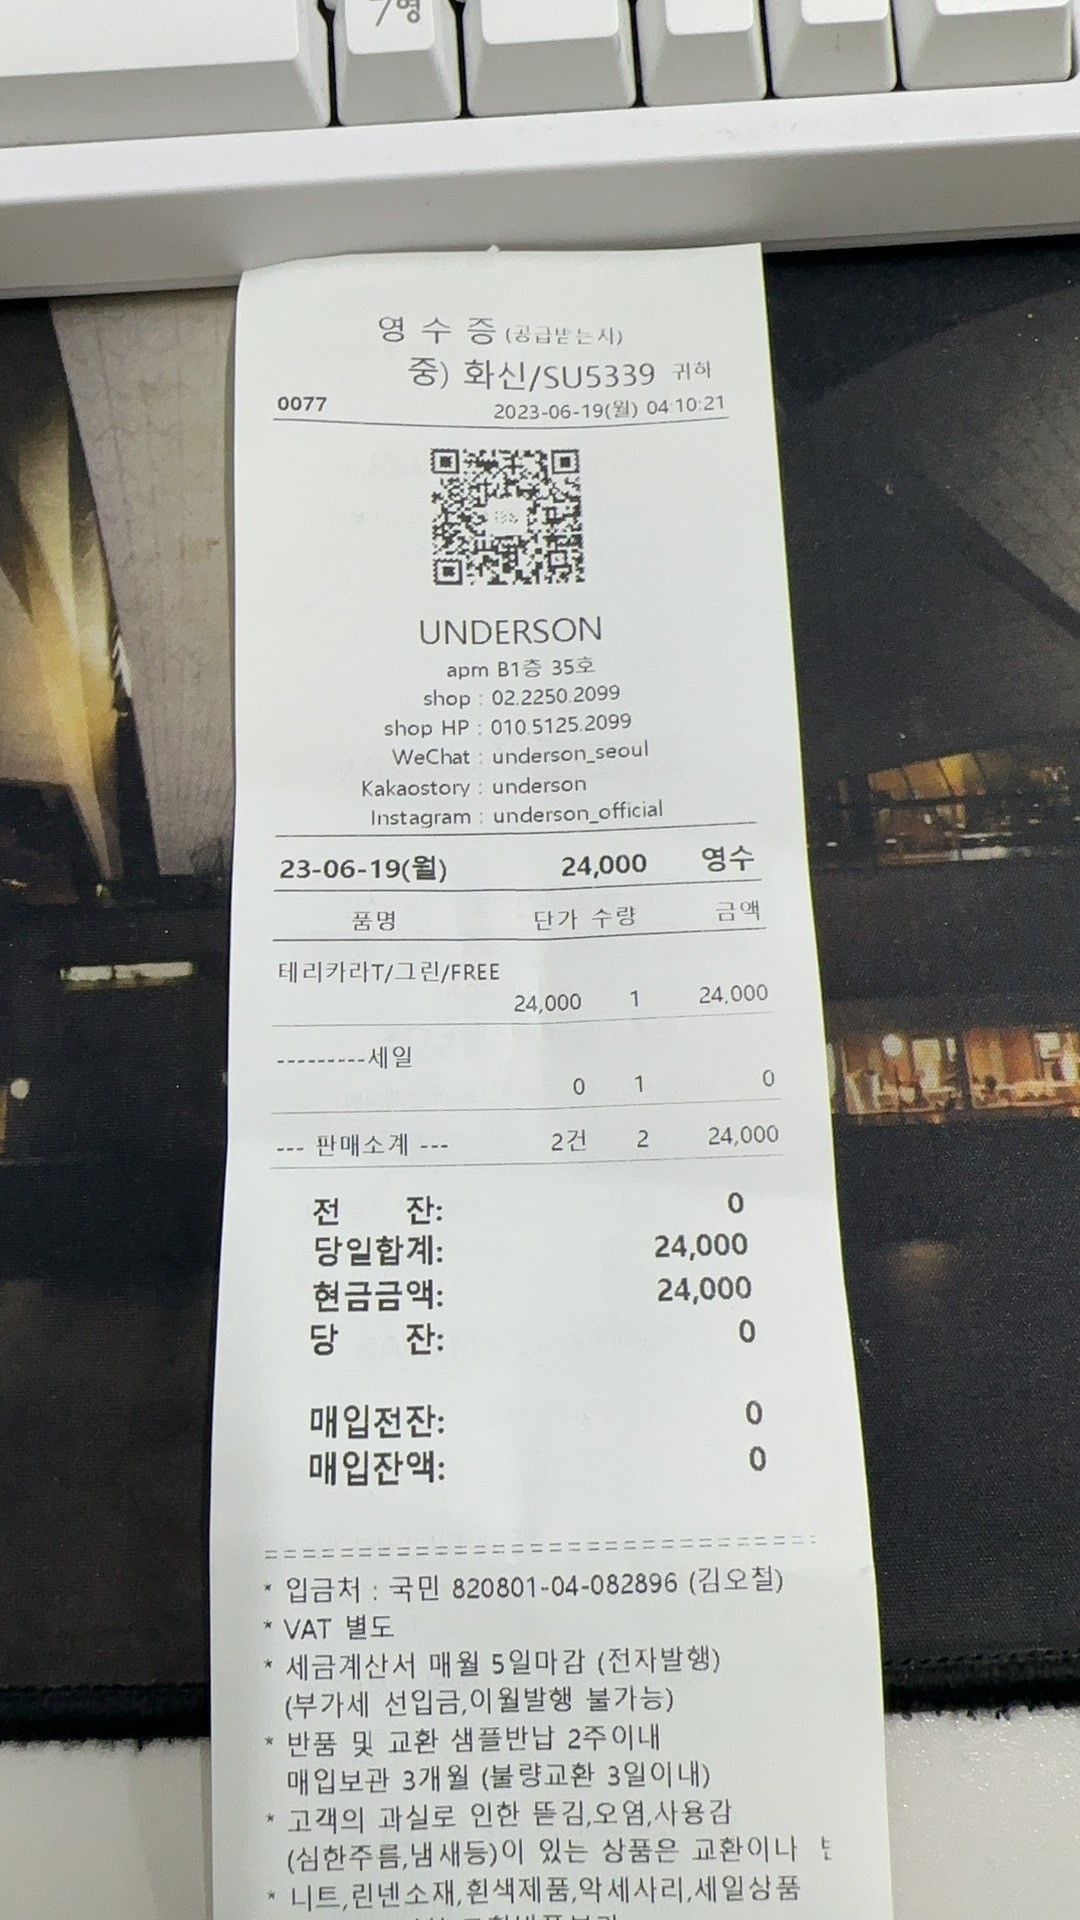 7영
영 수 증 (공급받는자)
중) 화신/SU5339 귀하
0077 2023-06-19(월) 04:10:21
UNDERSON
apm B1층 35호
shop : 02.2250.2099
shop HP : 010.5125.2099
WeChat : underson_seoul
Kakaostory : underson
Instagram : underson_official
23-06-19(월) 24,000 영수
품명 단가 수량 금액
테리카라T/그린/FREE
24,000 1 24,000
---------세일
0 1 0
--- 판매소계 --- 2건 2 24,000
전 잔: 0
당일합계: 24,000
현금금액: 24,000
당 잔: 0
매입전잔: 0
매입잔액: 0
* 입금처 : 국민 820801-04-082896 (김오철)
* VAT 별도
* 세금계산서 매월 5일마감 (전자발행)
(부가세 선입금,이월발행 불가능)
* 반품 및 교환 샘플반납 2주이내
매입보관 3개월 (불량교환 3일이내)
* 고객의 과실로 인한 뜯김,오염,사용감
(심한주름,냄새등)이 있는 상품은 교환이나
* 니트,린넨소재,흰색제품,악세사리,세일상품